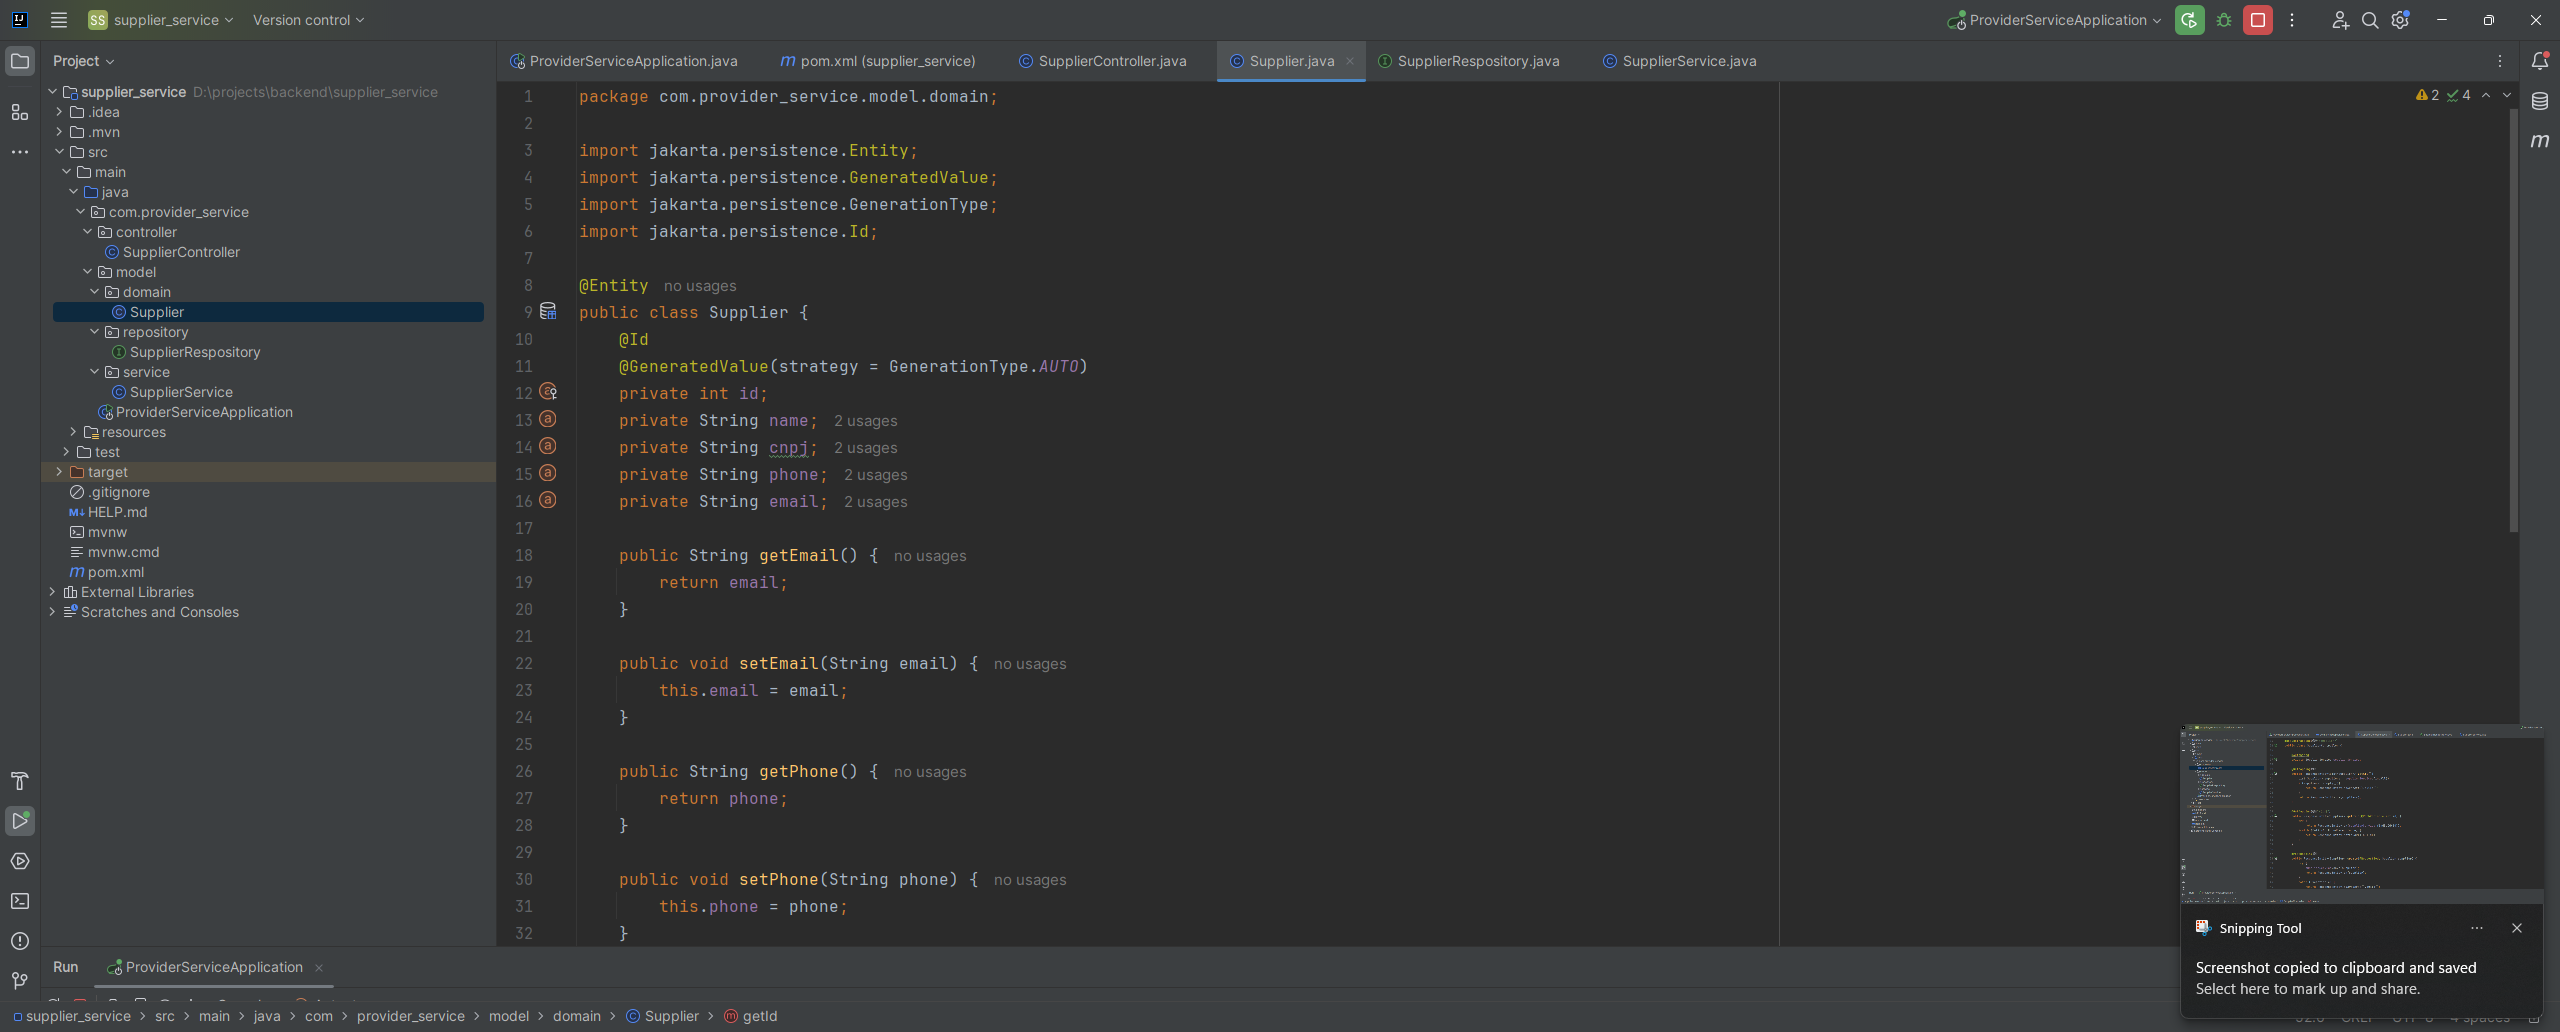 SS supplier_service Version control ProviderServiceApplication
Project
ProviderServiceApplication.java pom.xml (supplier_service) SupplierController.java Supplier.java SupplierRespository.java SupplierService.java
supplier_service D:\projects\backend\supplier_service
.idea
.mvn
src
main
java
com.provider_service
controller
SupplierController
model
domain
Supplier
repository
SupplierRespository
service
SupplierService
ProviderServiceApplication
resources
test
target
.gitignore
HELP.md
mvnw
mvnw.cmd
pom.xml
External Libraries
Scratches and Consoles
2 4
1 package com.provider_service.model.domain;
2
3 import jakarta.persistence.Entity;
4 import jakarta.persistence.GeneratedValue;
5 import jakarta.persistence.GenerationType;
6 import jakarta.persistence.Id;
7
8 @Entity no usages
9 public class Supplier {
10 @Id
11 @GeneratedValue(strategy = GenerationType.AUTO)
12 private int id;
13 private String name; 2 usages
14 private String cnpj; 2 usages
15 private String phone; 2 usages
16 private String email; 2 usages
17
18 public String getEmail() { no usages
19 return email;
20 }
21
22 public void setEmail(String email) { no usages
23 this.email = email;
24 }
25
26 public String getPhone() { no usages
27 return phone;
28 }
29
30 public void setPhone(String phone) { no usages
31 this.phone = phone;
32 }
Snipping Tool
Screenshot copied to clipboard and saved
Select here to mark up and share.
Run ProviderServiceApplication
supplier_service > src > main > java > com > provider_service > model > domain > Supplier > getId